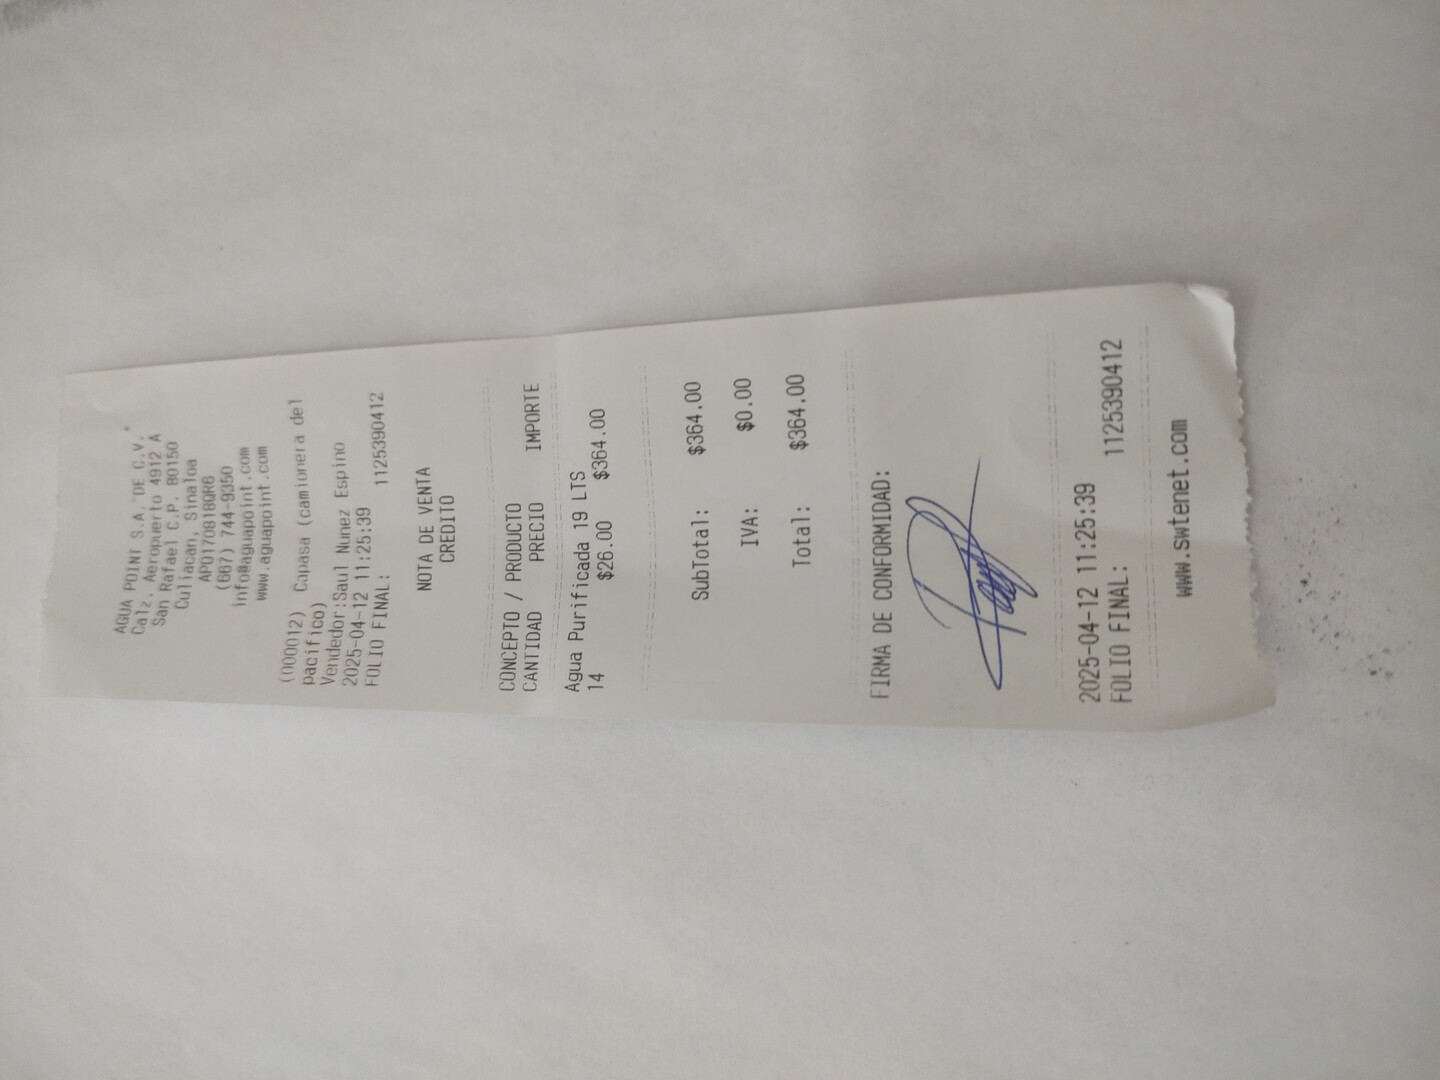 AGUA POINT S.A. DE C.V.
Calz. Aeropuerto 4912 A
San Rafael C.P. 80150
Culiacan, Sinaloa
APO170818QR6
(667) 744-9350
info@aguapoint.com
www.aguapoint.com
(000012) Capasa (camionera del
pacifico)
Vendedor:Saul Nunez Espino
2025-04-12 11:25:39
FOLIO FINAL: 1125390412
NOTA DE VENTA
CREDITO
CONCEPTO / PRODUCTO
CANTIDAD PRECIO IMPORTE
Agua Purificada 19 LTS
14 $26.00 $364.00
SubTotal: $364.00
IVA: $0.00
Total: $364.00
FIRMA DE CONFORMIDAD:
2025-04-12 11:25:39
FOLIO FINAL: 1125390412
www.swtenet.com